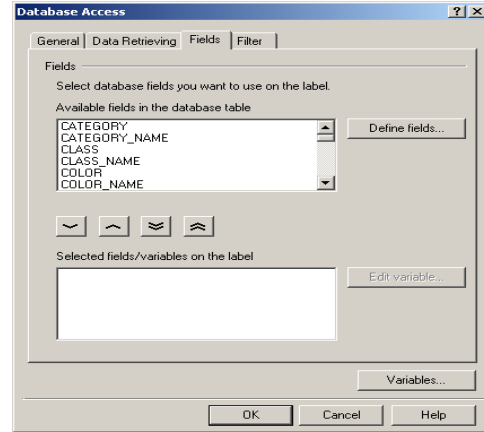 Database Access
General Data Retrieving Fields Filter
Fields
Select database fields you want to use on the label.
Available fields in the database table
CATEGORY
CATEGORY_NAME
CLASS
CLASS_NAME
COLOR
COLOR_NAME
Define fields...
Selected fields/variables on the label
Edit variable...
Variables...
OK Cancel Help